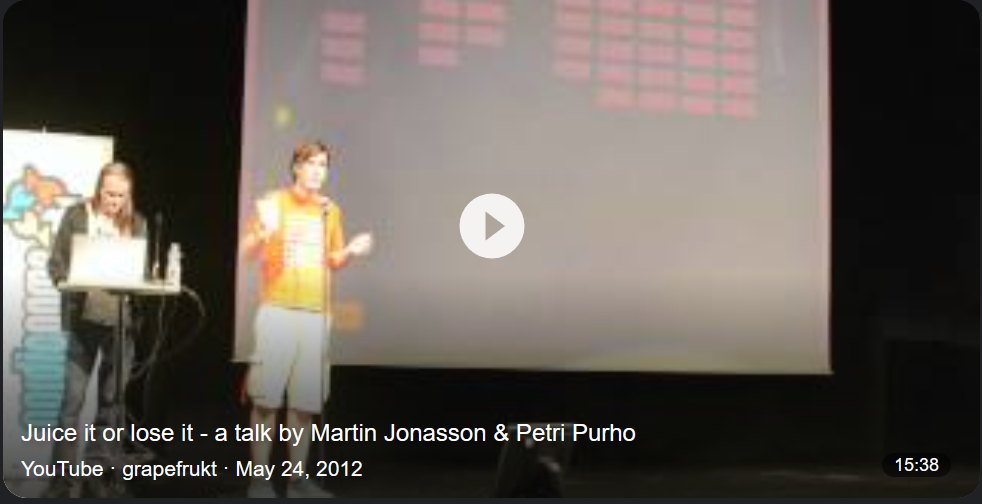 Juice it or lose it - a talk by Martin Jonasson & Petri Purho
YouTube · grapefrukt · May 24, 2012
15:38